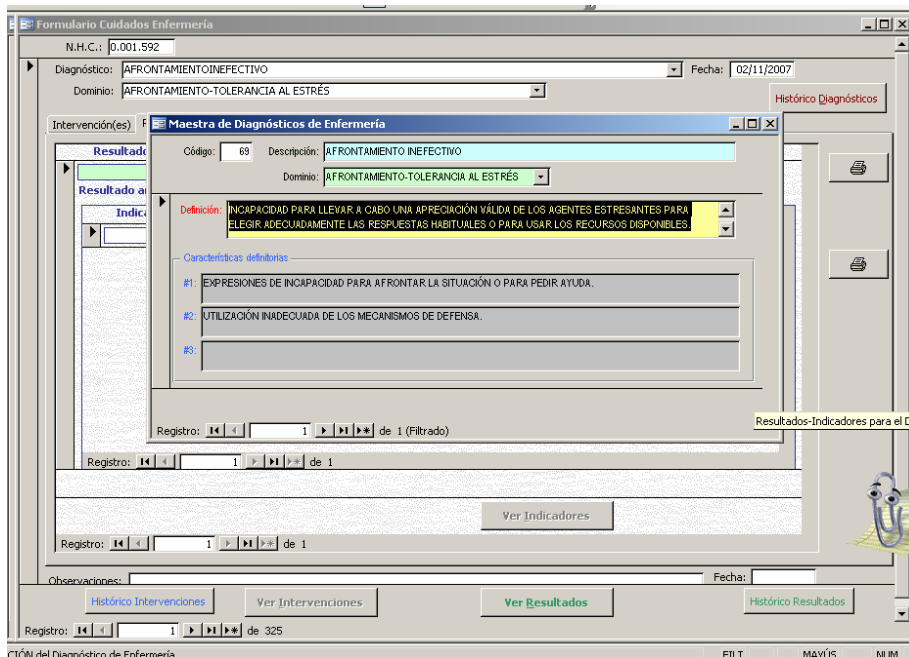 Formulario Cuidados Enfermería
N.H.C.: 0.001.592
Diagnóstico: AFRONTAMIENTOINEFECTIVO Fecha: 02/11/2007
Dominio: AFRONTAMIENTO-TOLERANCIA AL ESTRÉS
Histórico Diagnósticos
Intervención(es)
Maestra de Diagnósticos de Enfermería
Código: 69 Descripción: AFRONTAMIENTO INEFECTIVO
Dominio: AFRONTAMIENTO-TOLERANCIA AL ESTRÉS
Resultado
Resultado a
Indica
Definición: INCAPACIDAD PARA LLEVAR A CABO UNA APRECIACIÓN VÁLIDA DE LOS AGENTES ESTRESANTES PARA
ELEGIR ADECUADAMENTE LAS RESPUESTAS HABITUALES O PARA USAR LOS RECURSOS DISPONIBLES.
Características definitorias
#1: EXPRESIONES DE INCAPACIDAD PARA AFRONTAR LA SITUACIÓN O PARA PEDIR AYUDA.
#2: UTILIZACIÓN INADECUADA DE LOS MECANISMOS DE DEFENSA.
#3:
Registro: 1 de 1 (Filtrado)
Resultados-Indicadores para el D
Registro: 1 de 1
Ver Indicadores
Registro: 1 de 1
Observaciones: Fecha:
Histórico Intervenciones Ver Intervenciones Ver Resultados Histórico Resultados
Registro: 1 de 325
CIÓN del Diagnóstico de Enfermería FILT MAYÚS NUM